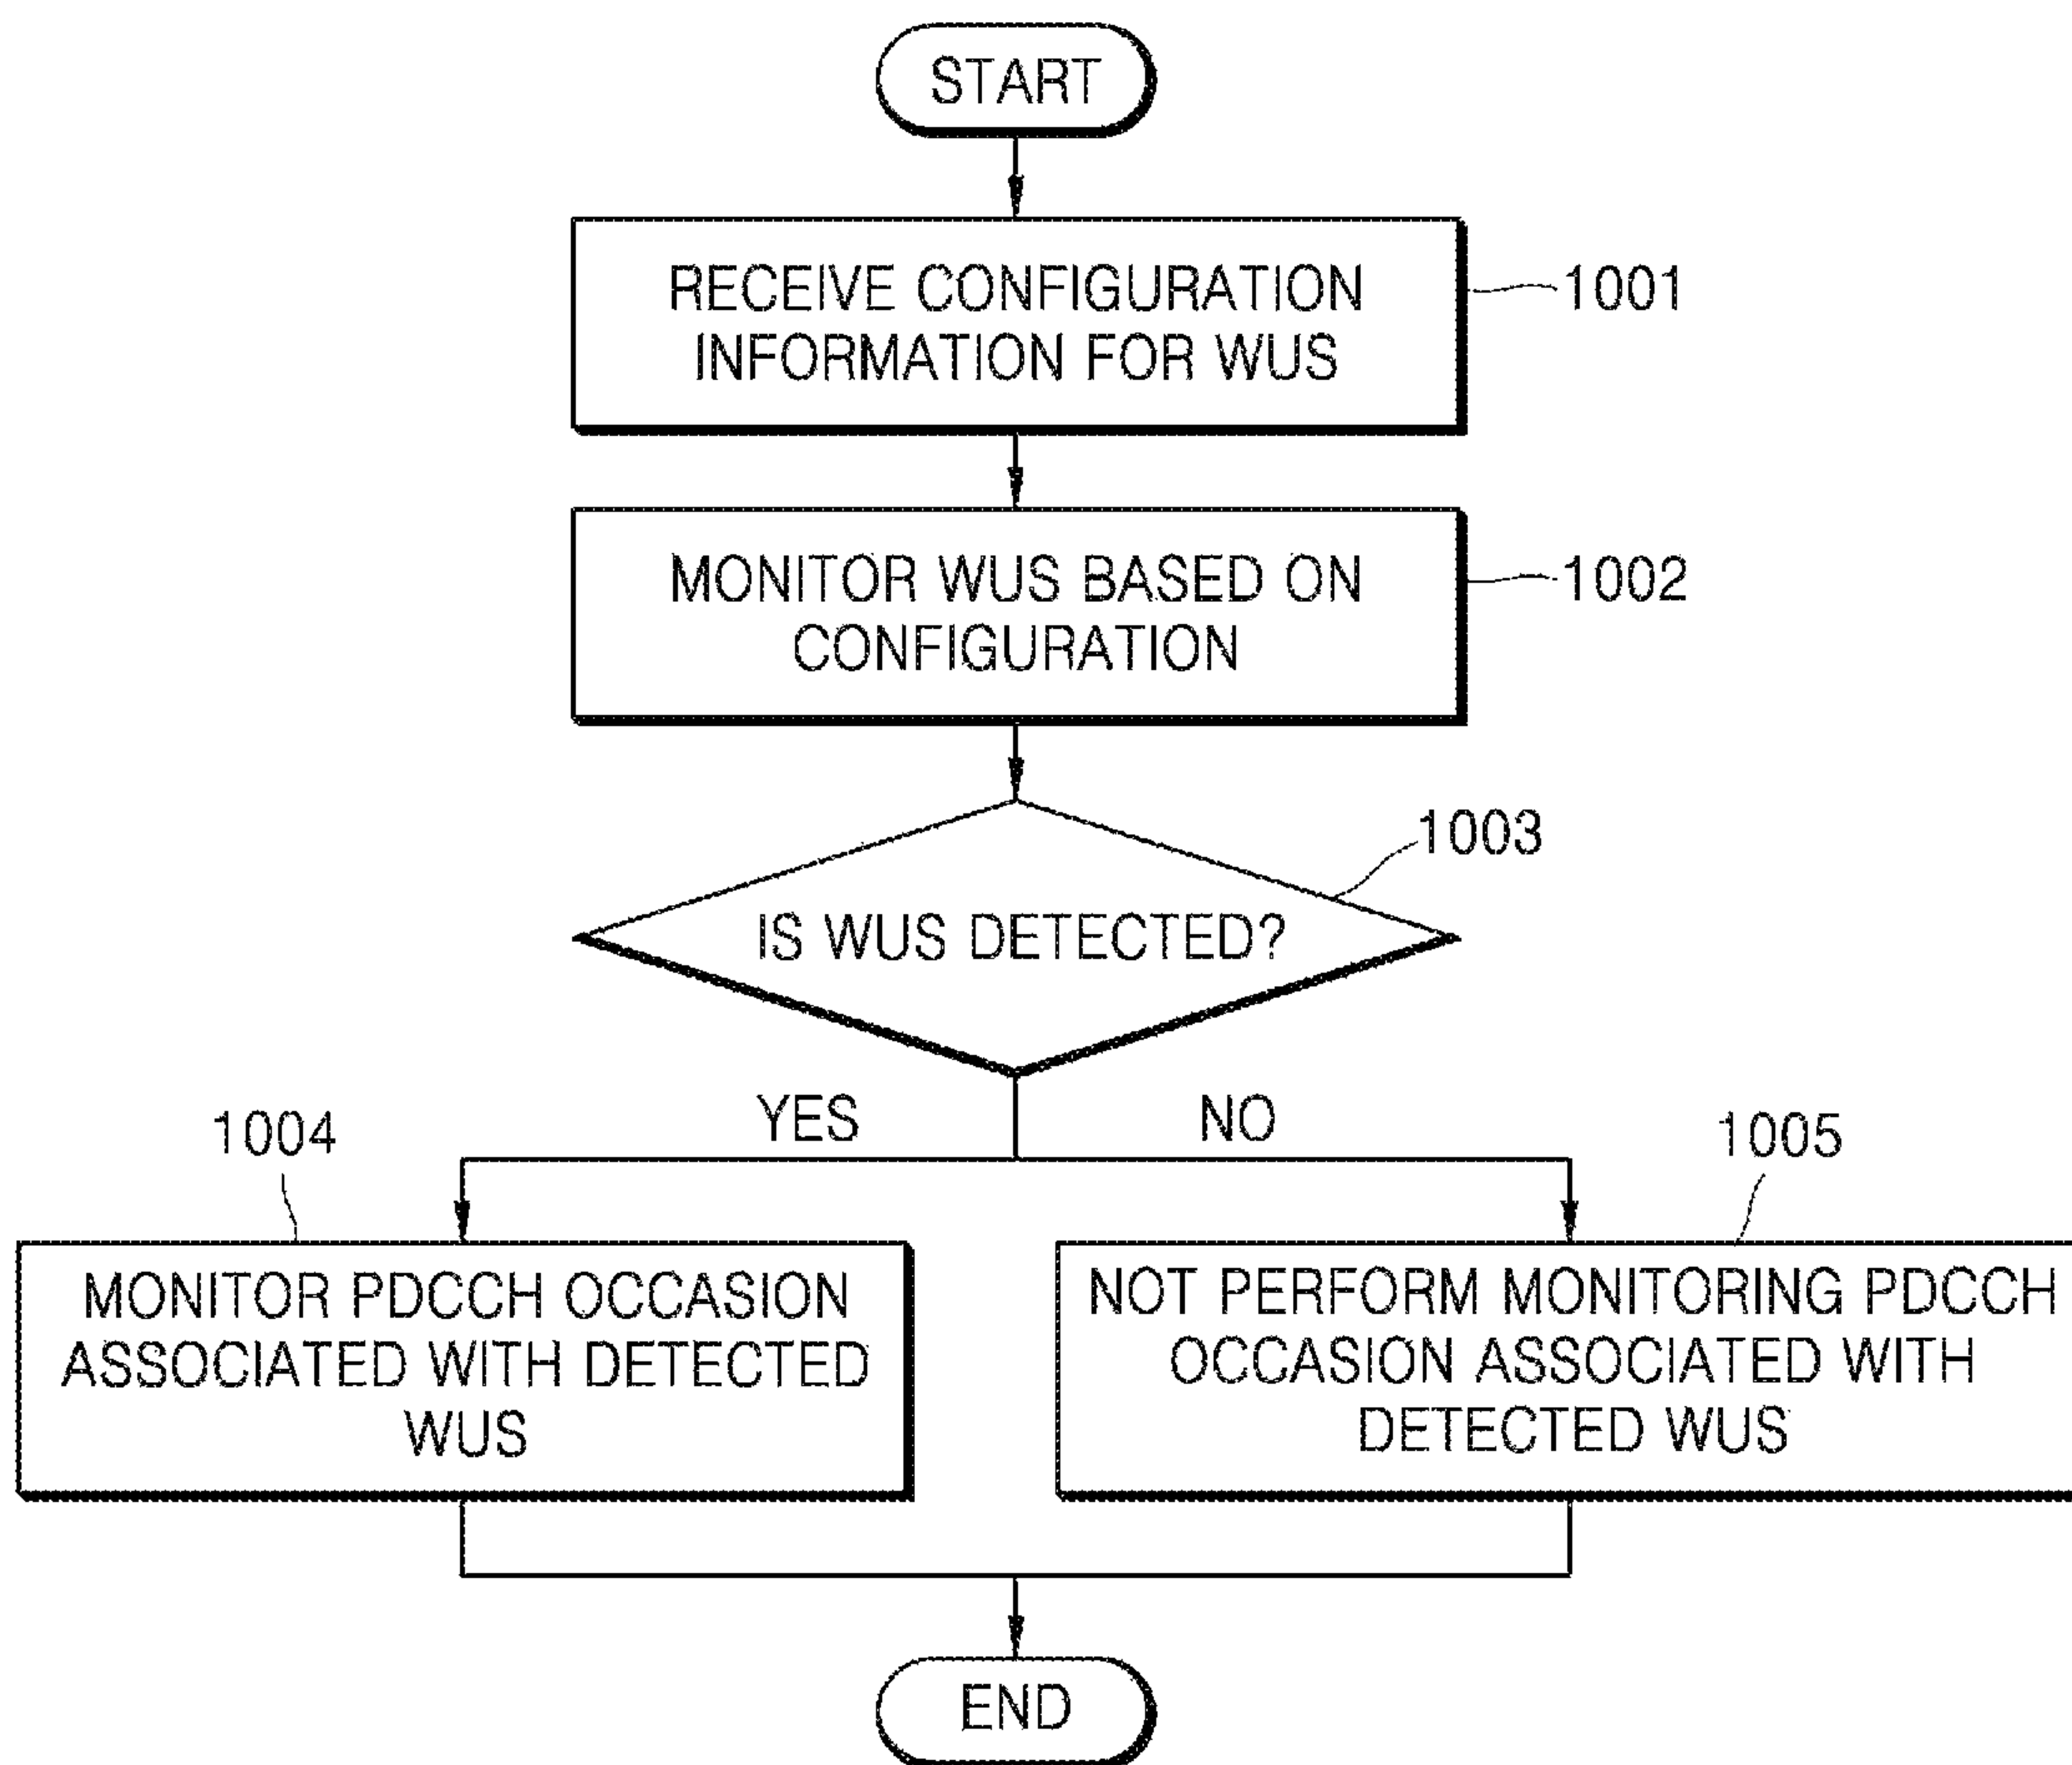 START
RECEIVE CONFIGURATION
INFORMATION FOR WUS
1001
MONITOR WUS BASED ON
CONFIGURATION
1002
1003
IS WUS DETECTED?
YES
NO
1004
1005
MONITOR PDCCH OCCASION
ASSOCIATED WITH DETECTED
WUS
NOT PERFORM MONITORING PDCCH
OCCASION ASSOCIATED WITH
DETECTED WUS
END